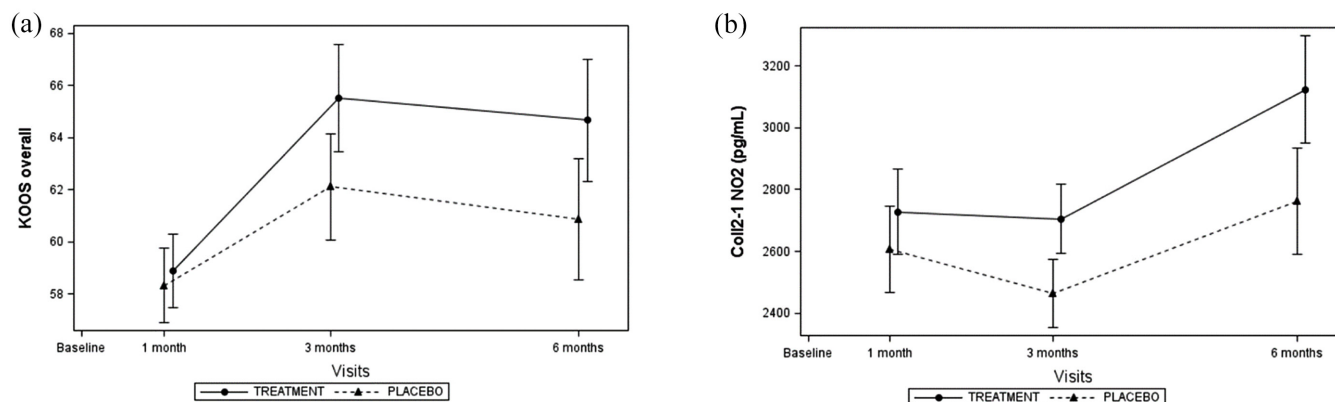 (a)
KOOS overall
68
66
64
62
60
58
Baseline 1 month 3 months 6 months
Visits
TREATMENT PLACEBO
(b)
Coll2-1 NO2 (pg/mL)
3200
3000
2800
2600
2400
Baseline 1 month 3 months 6 months
Visits
TREATMENT PLACEBO